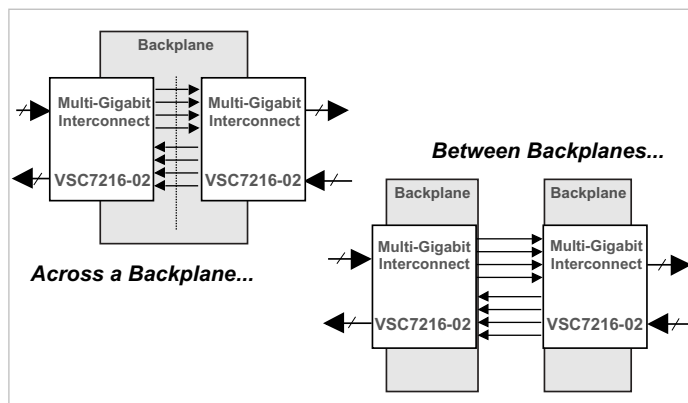 Backplane
Multi-Gigabit
Interconnect
VSC7216-02
Multi-Gigabit
Interconnect
VSC7216-02
Across a Backplane...
Between Backplanes...
Backplane
Multi-Gigabit
Interconnect
VSC7216-02
Backplane
Multi-Gigabit
Interconnect
VSC7216-02